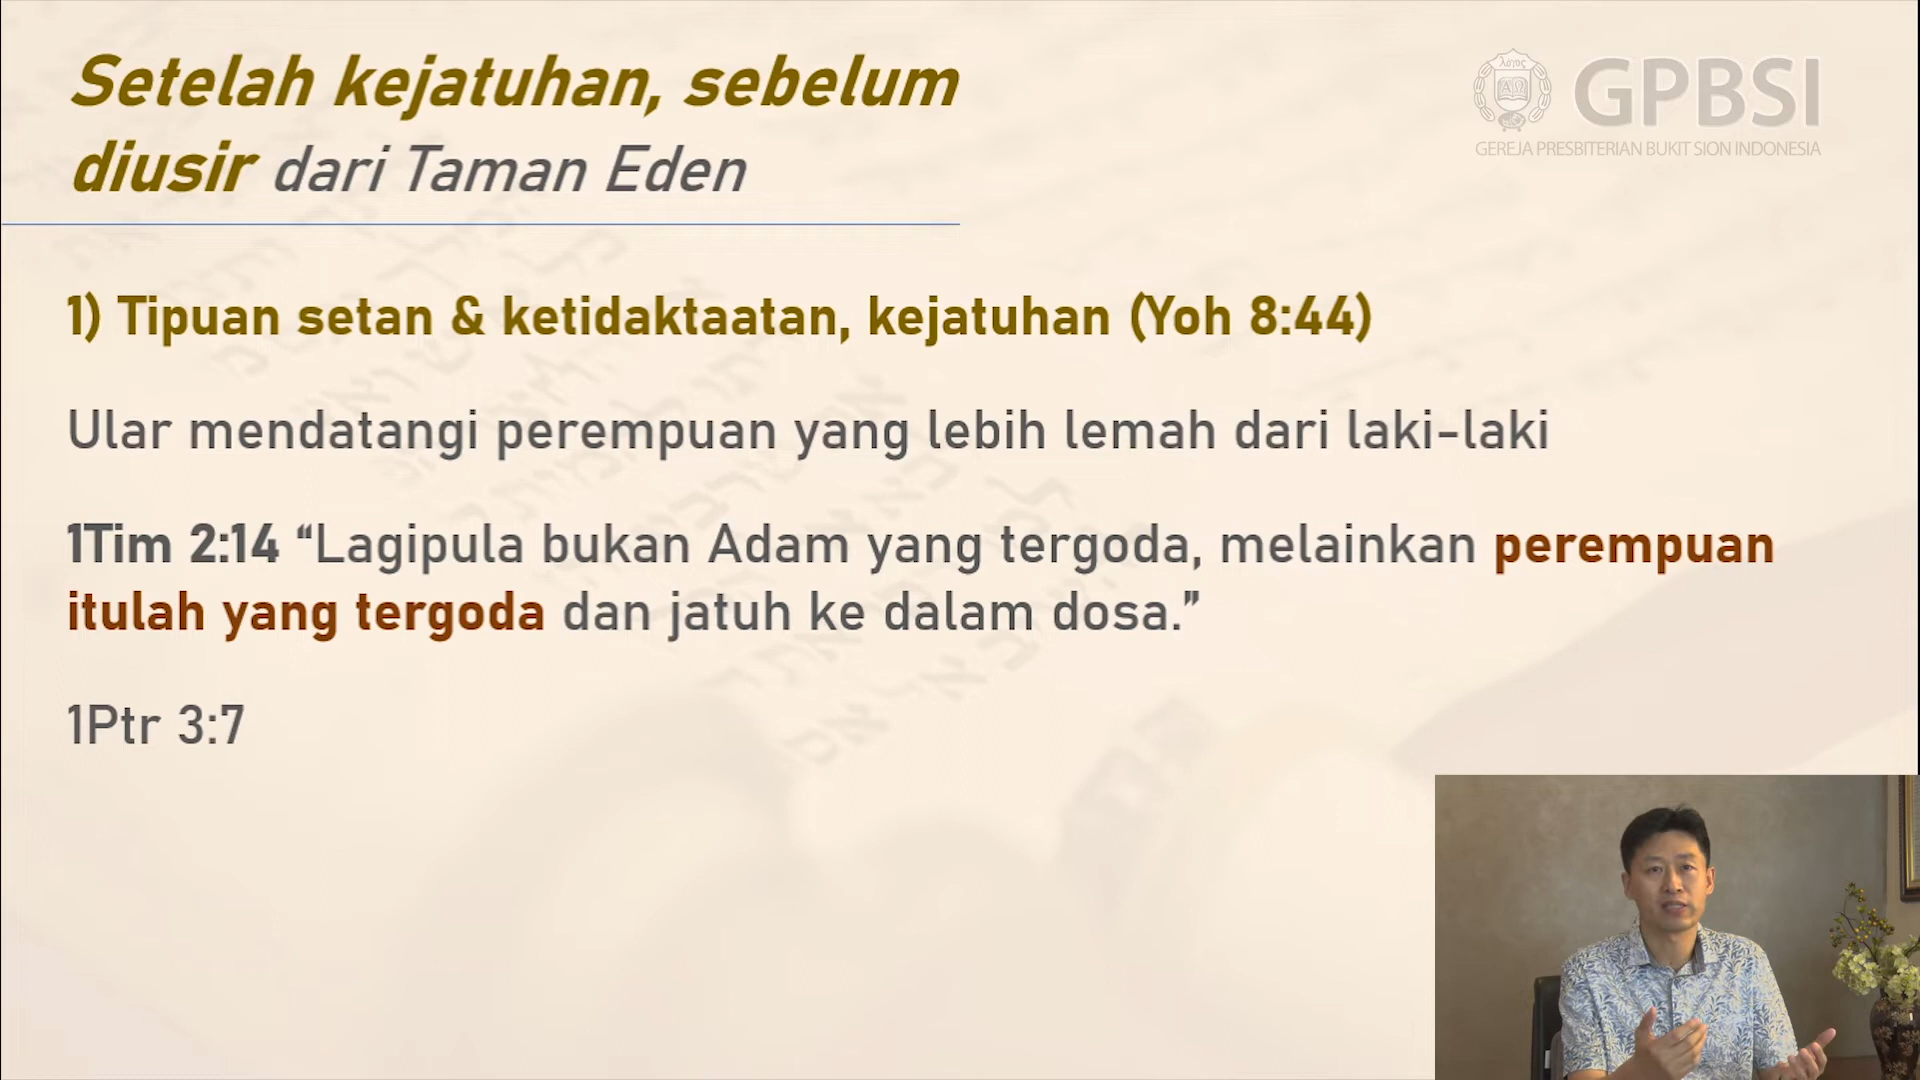 Setelah kejatuhan, sebelum
diusir dari Taman Eden
GPBSI
GEREJA PRESBITERIAN BUKIT SION INDONESIA
1) Tipuan setan & ketidaktaatan, kejatuhan (Yoh 8:44)
Ular mendatangi perempuan yang lebih lemah dari laki-laki
1Tim 2:14 “Lagipula bukan Adam yang tergoda, melainkan perempuan
itulah yang tergoda dan jatuh ke dalam dosa.”
1Ptr 3:7